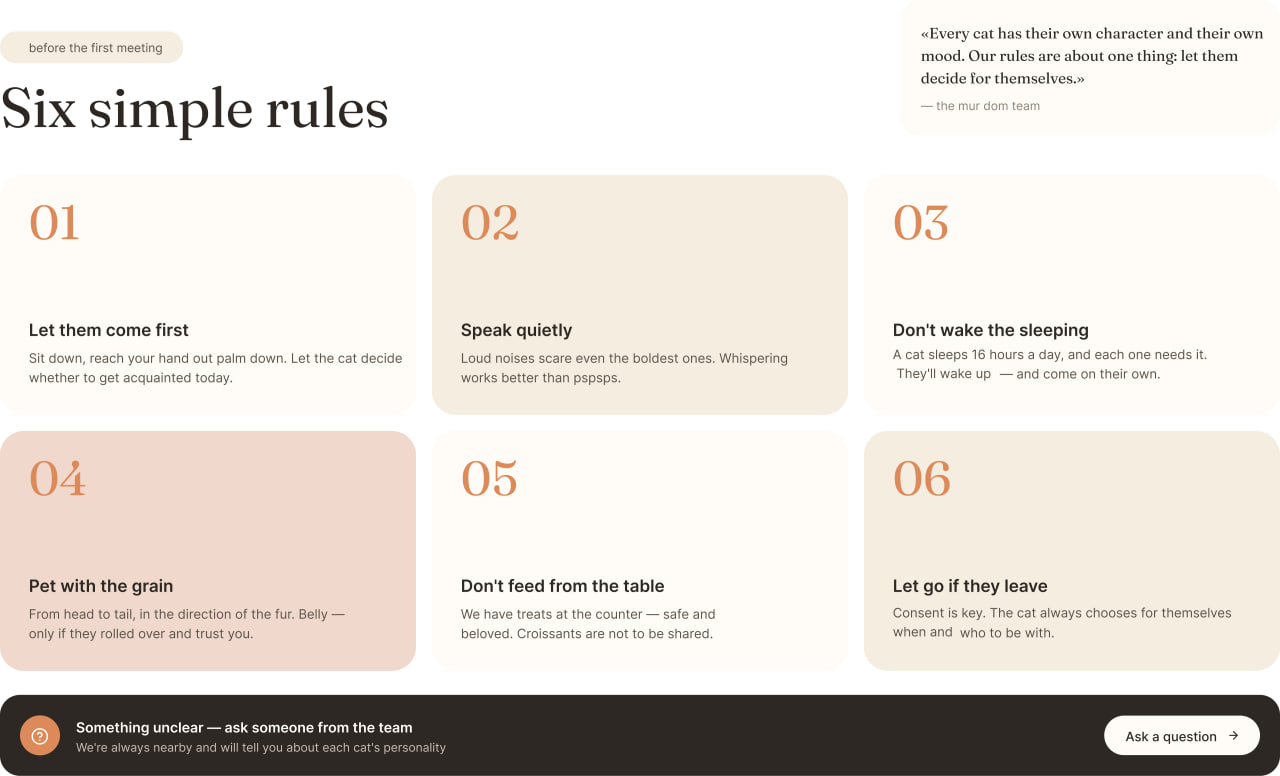 before the first meeting
Six simple rules
«Every cat has their own character and their own
mood. Our rules are about one thing: let them
decide for themselves.»
— the mur dom team
01
Let them come first
Sit down, reach your hand out palm down. Let the cat decide
whether to get acquainted today.
02
Speak quietly
Loud noises scare even the boldest ones. Whispering
works better than pspsps.
03
Don't wake the sleeping
A cat sleeps 16 hours a day, and each one needs it.
They'll wake up — and come on their own.
04
Pet with the grain
From head to tail, in the direction of the fur. Belly —
only if they rolled over and trust you.
05
Don't feed from the table
We have treats at the counter — safe and
beloved. Croissants are not to be shared.
06
Let go if they leave
Consent is key. The cat always chooses for themselves
when and who to be with.
Something unclear — ask someone from the team
We're always nearby and will tell you about each cat's personality
Ask a question →